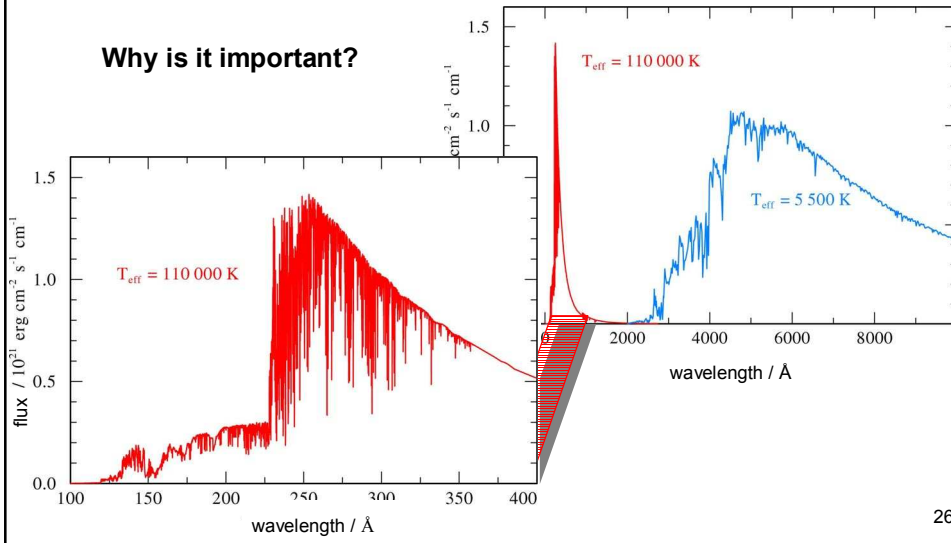 Why is it important?
1.5
1.0
cm⁻² s⁻¹ cm⁻¹
T_eff = 110 000 K
T_eff = 5 500 K
0 2000 4000 6000 8000
wavelength / Å
1.5
1.0
0.5
0.0
flux / 10²¹ erg cm⁻² s⁻¹ cm⁻¹
T_eff = 110 000 K
100 150 200 250 300 350 400
wavelength / Å
26